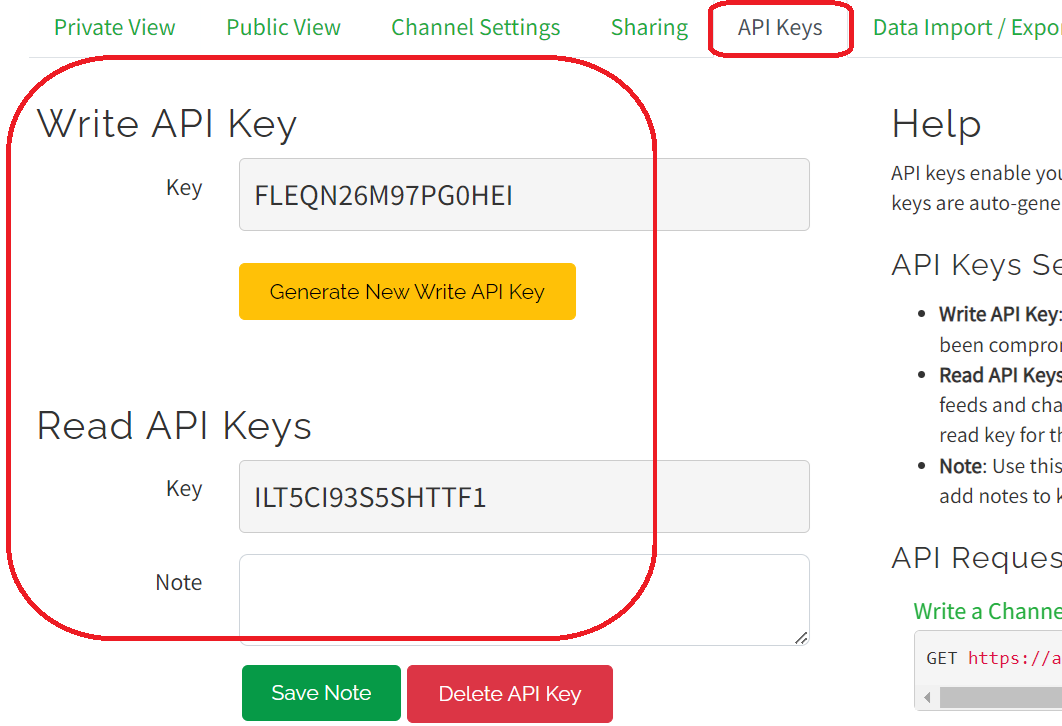 Private View Public View Channel Settings Sharing API Keys Data Import / Expor
Write API Key
Key FLEQN26M97PG0HEI
Generate New Write API Key
Read API Keys
Key ILT5CI93S5SHTTF1
Note
Save Note Delete API Key
Help
API keys enable you
keys are auto-gene
API Keys Se
• Write API Key:
been compron
• Read API Keys
feeds and cha
read key for th
• Note: Use this
add notes to k
API Reques
Write a Channe
GET https://a